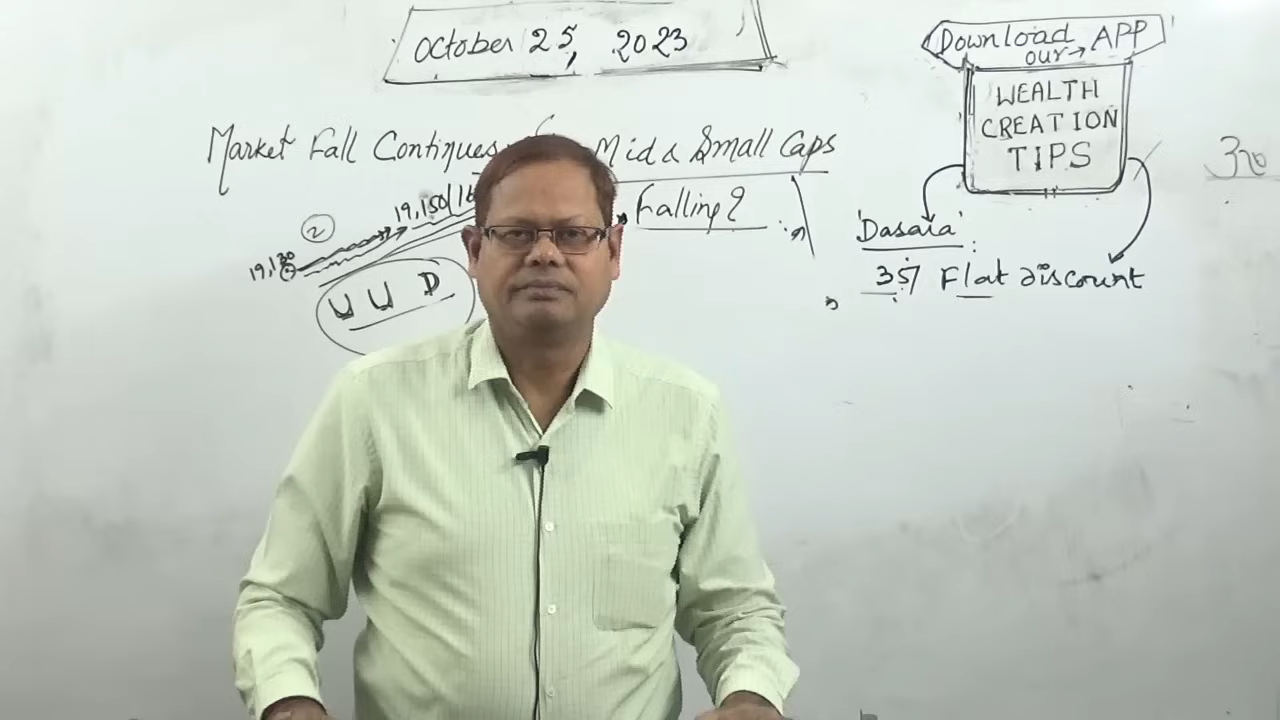 October 25, 2023
Download
our → APP
WEALTH
CREATION
TIPS
Market Fall Continues Mid & Small Caps
Falling?
19,150/
2
19,130
U U D
'Dasara' :
35/ Flat discount